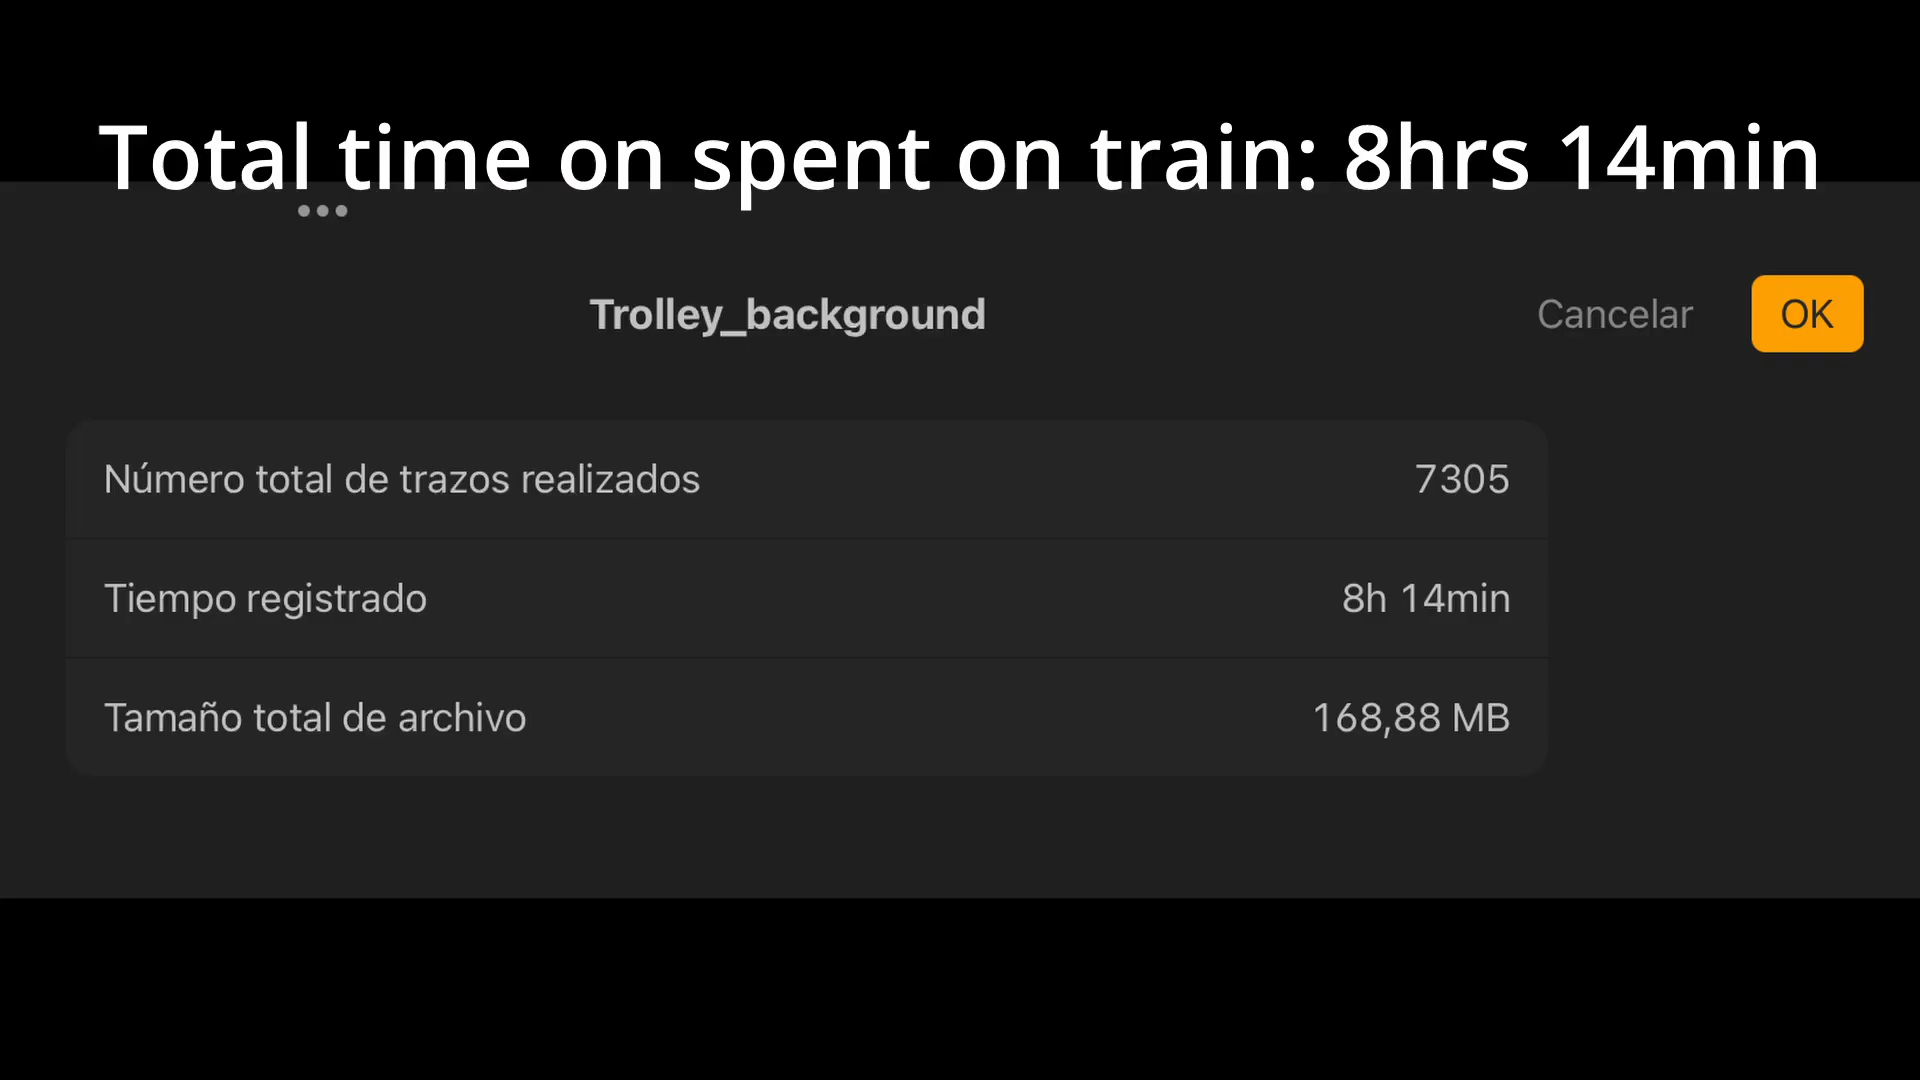 Total time on spent on train: 8hrs 14min
Trolley_background
Cancelar
OK
Número total de trazos realizados 7305
Tiempo registrado 8h 14min
Tamaño total de archivo 168,88 MB